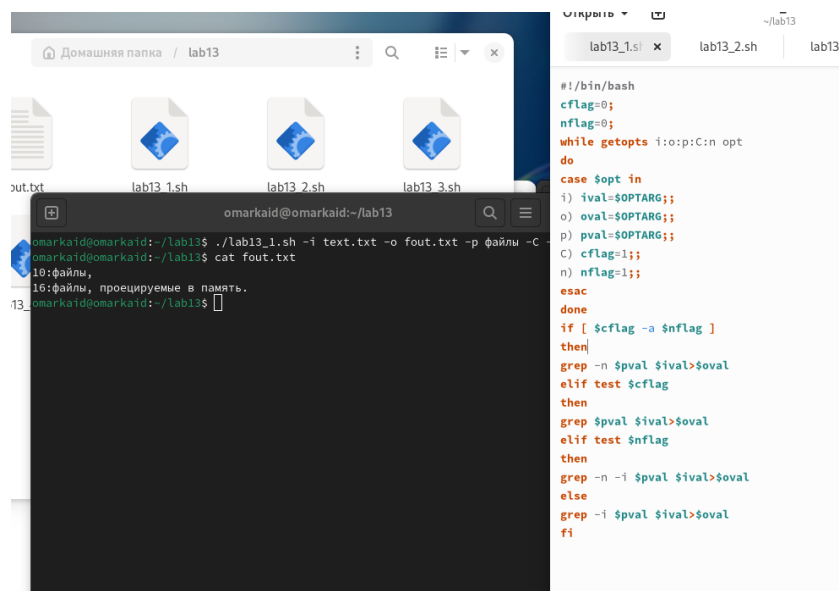 Домашняя папка / lab13
out.txt
lab13_1.sh
lab13_2.sh
lab13_3.sh
omarkaid@omarkaid:~/lab13
omarkaid@omarkaid:~/lab13$ ./lab13_1.sh -i text.txt -o fout.txt -p файлы -C -
omarkaid@omarkaid:~/lab13$ cat fout.txt
10:файлы,
16:файлы, проецируемые в память.
omarkaid@omarkaid:~/lab13$
Открыть
~/lab13
lab13_1.sl
lab13_2.sh
lab13
#!/bin/bash
cflag=0;
nflag=0;
while getopts i:o:p:C:n opt
do
case $opt in
i) ival=$OPTARG;;
o) oval=$OPTARG;;
p) pval=$OPTARG;;
C) cflag=1;;
n) nflag=1;;
esac
done
if [ $cflag -a $nflag ]
then
grep -n $pval $ival>$oval
elif test $cflag
then
grep $pval $ival>$oval
elif test $nflag
then
grep -n -i $pval $ival>$oval
else
grep -i $pval $ival>$oval
fi